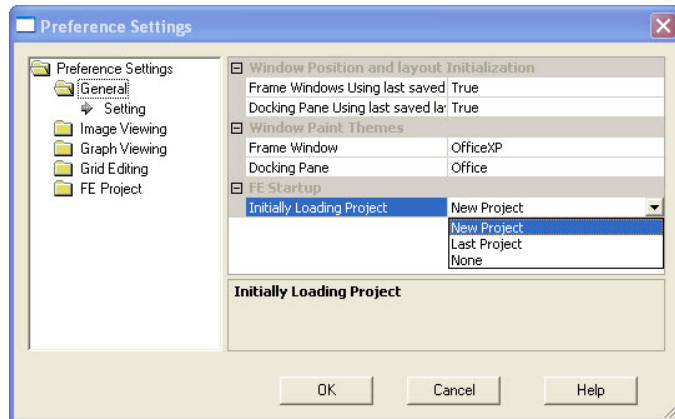 Preference Settings
Preference Settings
General
Setting
Image Viewing
Graph Viewing
Grid Editing
FE Project
Window Position and layout Initialization
Frame Windows Using last saved True
Docking Pane Using last saved la True
Window Paint Themes
Frame Window OfficeXP
Docking Pane Office
FE Startup
Initially Loading Project New Project
New Project
Last Project
None
Initially Loading Project
OK Cancel Help